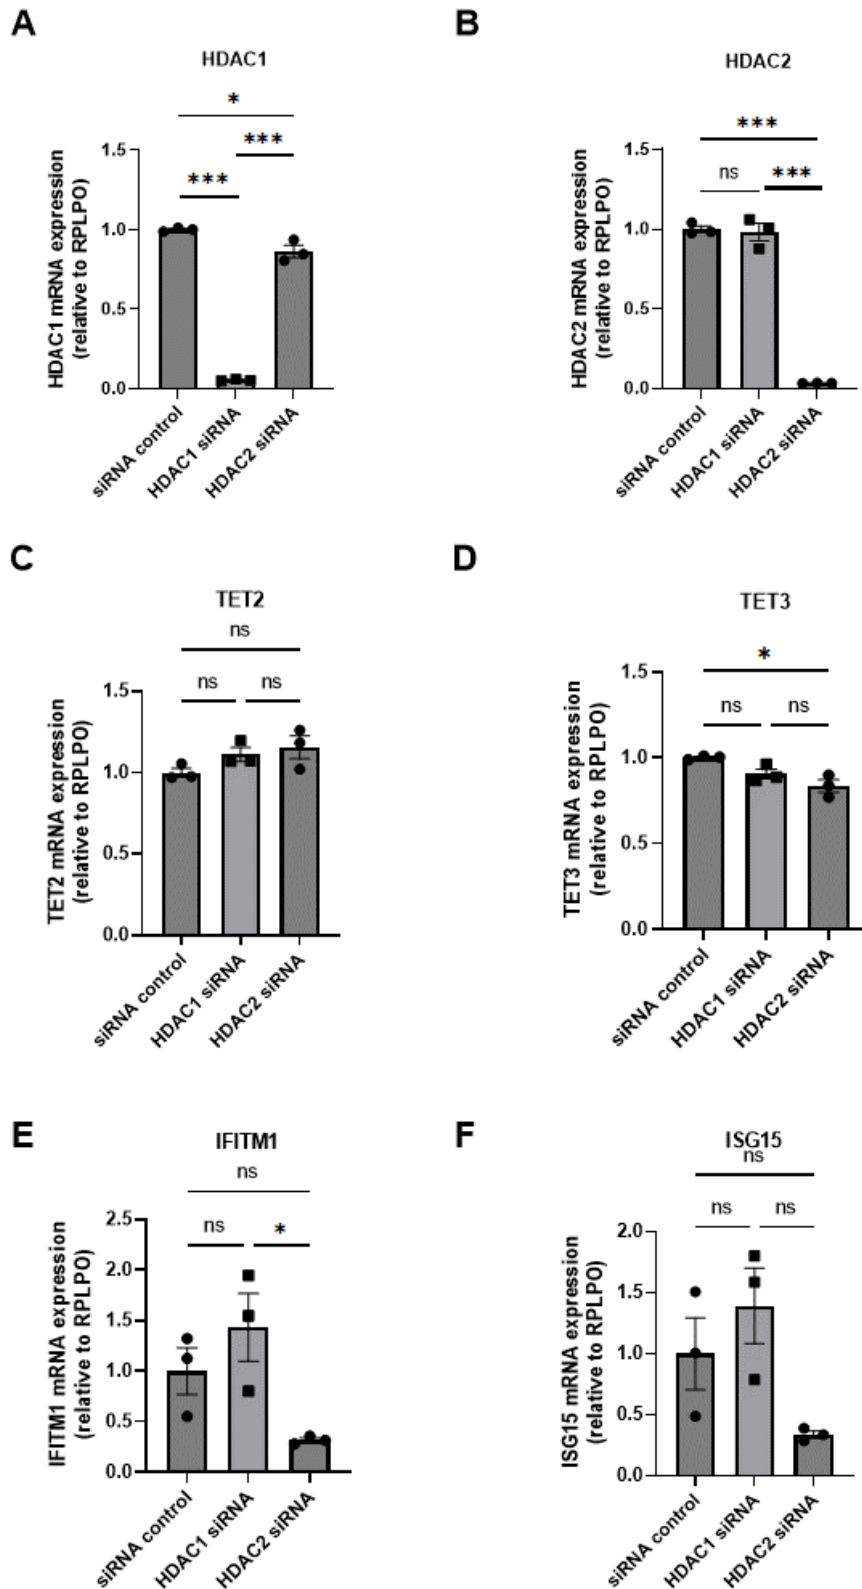 A
HDAC1
*
***
***
HDAC1 mRNA expression
(relative to RPLPO)
1.5
1.0
0.5
0.0
siRNA control
HDAC1 siRNA
HDAC2 siRNA
B
HDAC2
***
ns
***
HDAC2 mRNA expression
(relative to RPLPO)
1.5
1.0
0.5
0.0
siRNA control
HDAC1 siRNA
HDAC2 siRNA
C
TET2
ns
ns
ns
TET2 mRNA expression
(relative to RPLPO)
1.5
1.0
0.5
0.0
siRNA control
HDAC1 siRNA
HDAC2 siRNA
D
TET3
*
ns
ns
TET3 mRNA expression
(relative to RPLPO)
1.5
1.0
0.5
0.0
siRNA control
HDAC1 siRNA
HDAC2 siRNA
E
IFITM1
ns
ns
*
IFITM1 mRNA expression
(relative to RPLPO)
2.5
2.0
1.5
1.0
0.5
0.0
siRNA control
HDAC1 siRNA
HDAC2 siRNA
F
ISG15
ns
ns
ns
ISG15 mRNA expression
(relative to RPLPO)
2.0
1.5
1.0
0.5
0.0
siRNA control
HDAC1 siRNA
HDAC2 siRNA